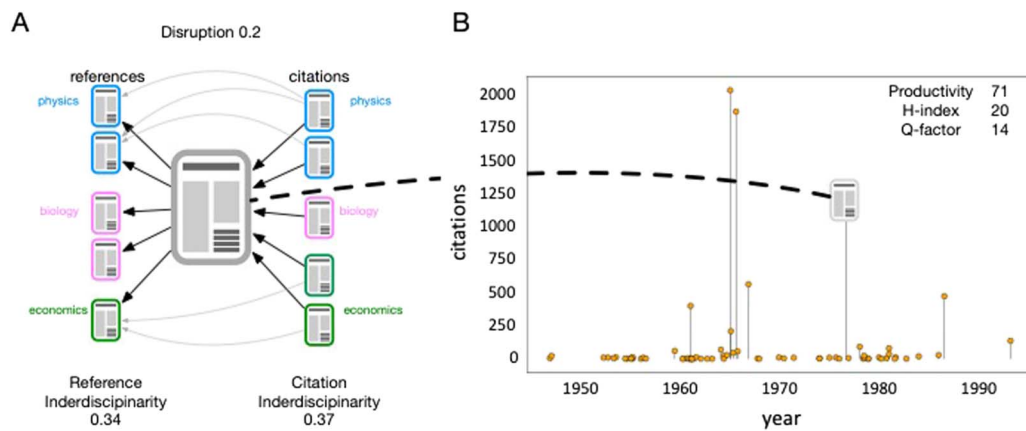 A
Disruption 0.2
references
citations
physics
physics
biology
biology
economics
economics
Reference
Inderdiscipinarity
0.34
Citation
Inderdiscipinarity
0.37
B
Productivity 71
H-index 20
Q-factor 14
citations
2000
1750
1500
1250
1000
750
500
250
0
1950 1960 1970 1980 1990
year